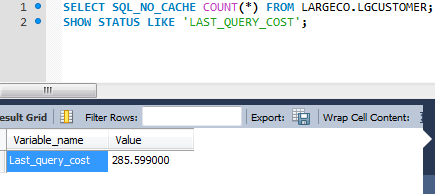 1 SELECT SQL_NO_CACHE COUNT(*) FROM LARGECO.LGCUSTOMER;
2 SHOW STATUS LIKE 'LAST_QUERY_COST';
esult Grid Filter Rows: Export: Wrap Cell Content:
Variable_name Value
Last_query_cost 285.599000